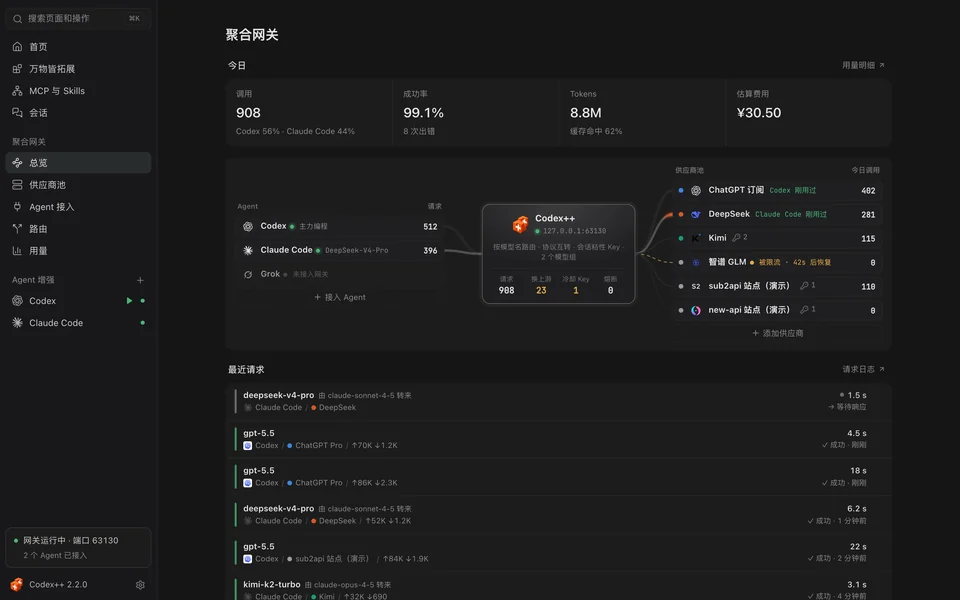 搜索页面和操作 ⌘K
首页
万物皆拓展
MCP 与 Skills
会话
聚合网关
总览
供应商池
Agent 接入
路由
用量
Agent 增强 +
Codex
Claude Code
网关运行中 · 端口 63130
2 个 Agent 已接入
Codex++ 2.2.0
聚合网关
今日 用量明细 ↗
调用
908
Codex 56% · Claude Code 44%
成功率
99.1%
8 次出错
Tokens
8.8M
缓存命中 62%
估算费用
¥30.50
Agent 请求
Codex 主力编程 512
Claude Code DeepSeek-V4-Pro 396
Grok 未接入网关
+ 接入 Agent
Codex++
127.0.0.1:63130
按模型名路由 · 协议互转 · 会话粘性 Key ·
2 个模型组
请求 换上游 冷却 Key 熔断
908 23 1 0
供应商池 今日调用
ChatGPT 订阅 Codex 刚用过 402
DeepSeek Claude Code 刚用过 281
Kimi 2 115
智谱 GLM 被限流 · 42s 后恢复 0
S2 sub2api 站点（演示） 1 110
new-api 站点（演示） 1 0
+ 添加供应商
最近请求 请求日志 ↗
deepseek-v4-pro 由 claude-sonnet-4-5 转来 1.5 s
Claude Code / DeepSeek → 等待响应
gpt-5.5 4.5 s
Codex / ChatGPT Pro / ↑70K ↓1.2K ✓ 成功 · 刚刚
gpt-5.5 18 s
Codex / ChatGPT Pro / ↑86K ↓2.3K ✓ 成功 · 刚刚
deepseek-v4-pro 由 claude-sonnet-4-5 转来 6.2 s
Claude Code / DeepSeek / ↑52K ↓1.2K ✓ 成功 · 1 分钟前
gpt-5.5 22 s
Codex / sub2api 站点（演示） / ↑84K ↓1.9K ✓ 成功 · 2 分钟前
kimi-k2-turbo 由 claude-opus-4-5 转来 3.1 s
Claude Code / Kimi / ↑32K ↓690 ✓ 成功 · 4 分钟前